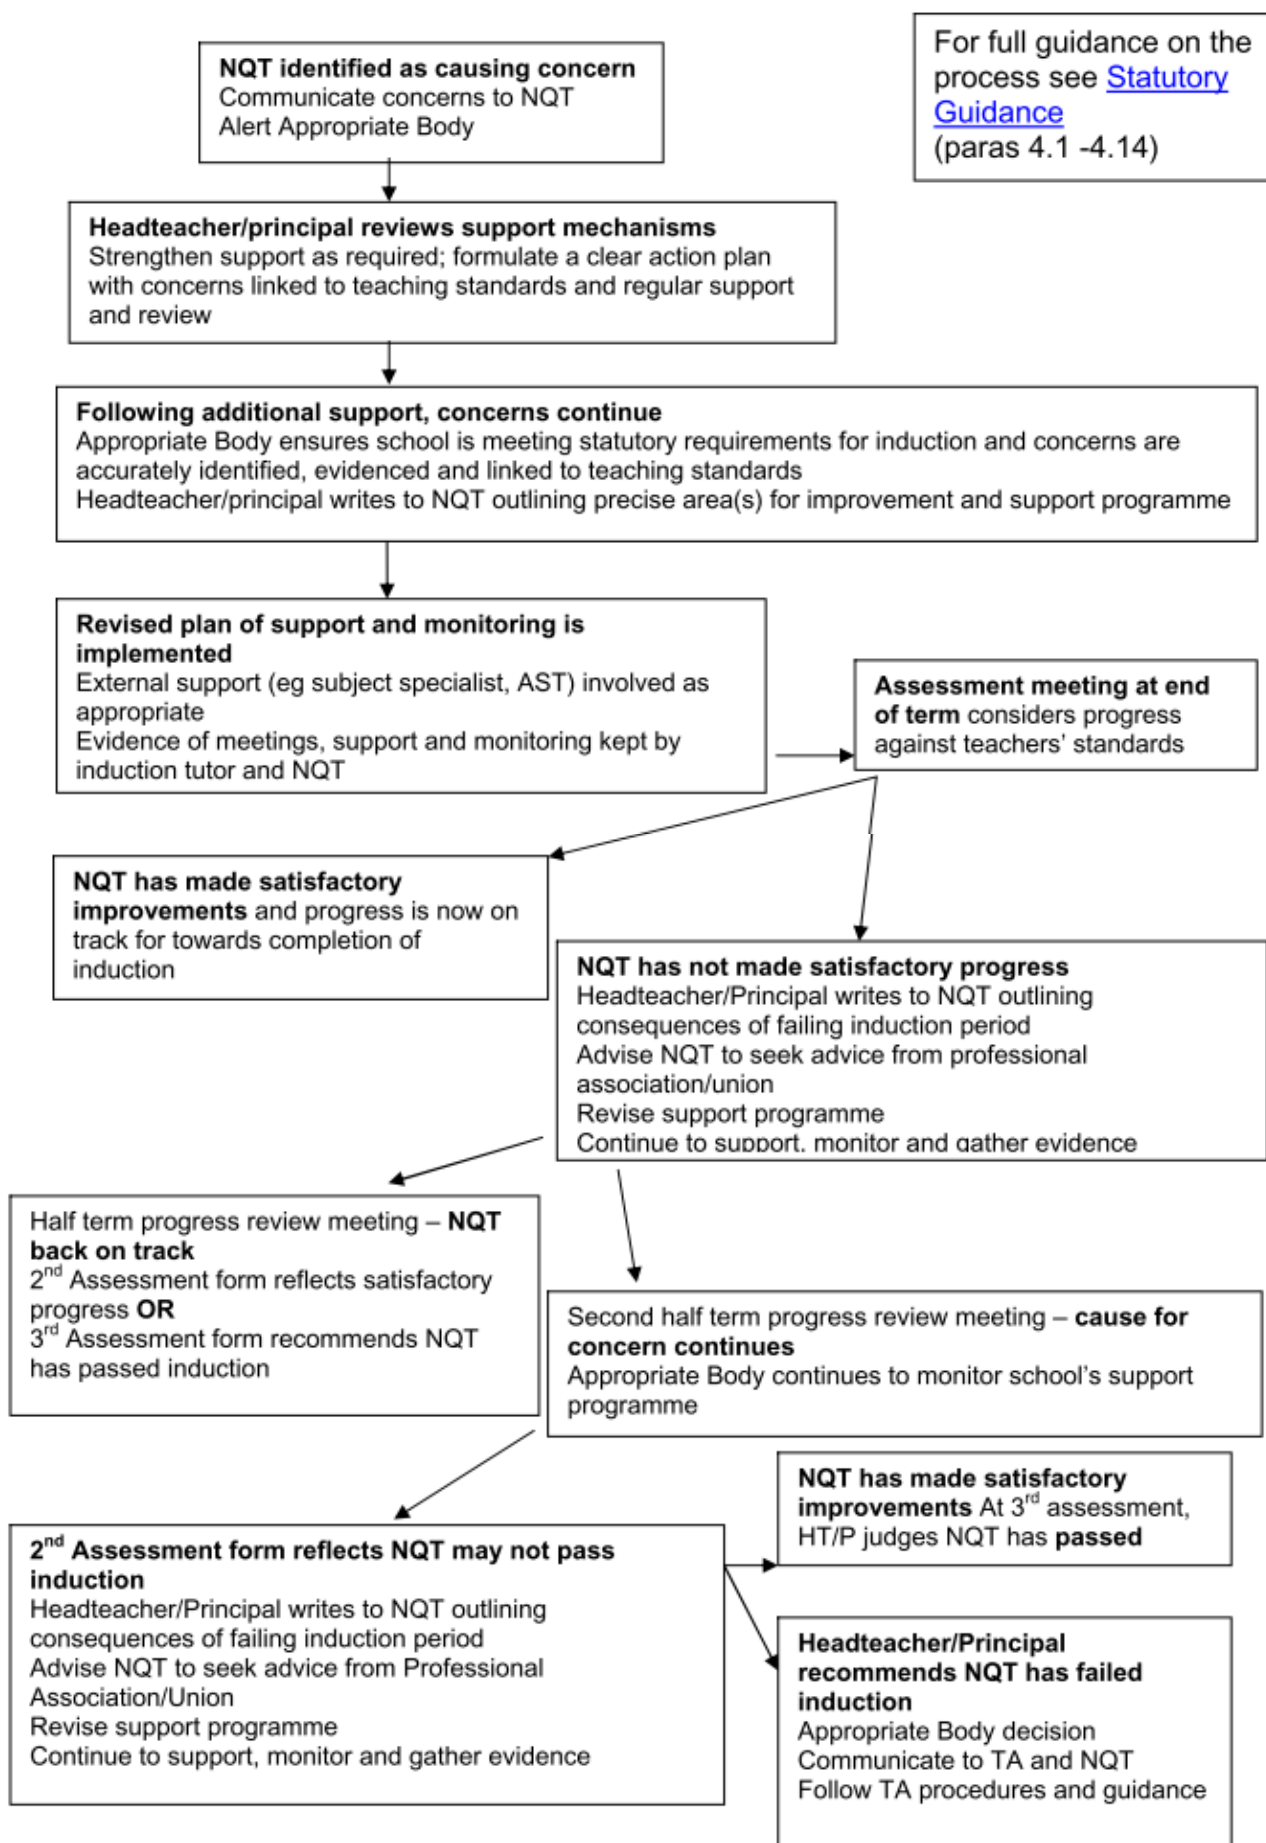 For full guidance on the
process see Statutory
Guidance
(paras 4.1 -4.14)
NQT identified as causing concern
Communicate concerns to NQT
Alert Appropriate Body
Headteacher/principal reviews support mechanisms
Strengthen support as required; formulate a clear action plan
with concerns linked to teaching standards and regular support
and review
Following additional support, concerns continue
Appropriate Body ensures school is meeting statutory requirements for induction and concerns are
accurately identified, evidenced and linked to teaching standards
Headteacher/principal writes to NQT outlining precise area(s) for improvement and support programme
Revised plan of support and monitoring is
implemented
External support (eg subject specialist, AST) involved as
appropriate
Evidence of meetings, support and monitoring kept by
induction tutor and NQT
Assessment meeting at end
of term considers progress
against teachers' standards
NQT has made satisfactory
improvements and progress is now on
track for towards completion of
induction
NQT has not made satisfactory progress
Headteacher/Principal writes to NQT outlining
consequences of failing induction period
Advise NQT to seek advice from professional
association/union
Revise support programme
Continue to support, monitor and gather evidence
Half term progress review meeting – NQT
back on track
2nd Assessment form reflects satisfactory
progress OR
3rd Assessment form recommends NQT
has passed induction
Second half term progress review meeting – cause for
concern continues
Appropriate Body continues to monitor school's support
programme
NQT has made satisfactory
improvements At 3rd assessment,
HT/P judges NQT has passed
2nd Assessment form reflects NQT may not pass
induction
Headteacher/Principal writes to NQT outlining
consequences of failing induction period
Advise NQT to seek advice from Professional
Association/Union
Revise support programme
Continue to support, monitor and gather evidence
Headteacher/Principal
recommends NQT has failed
induction
Appropriate Body decision
Communicate to TA and NQT
Follow TA procedures and guidance